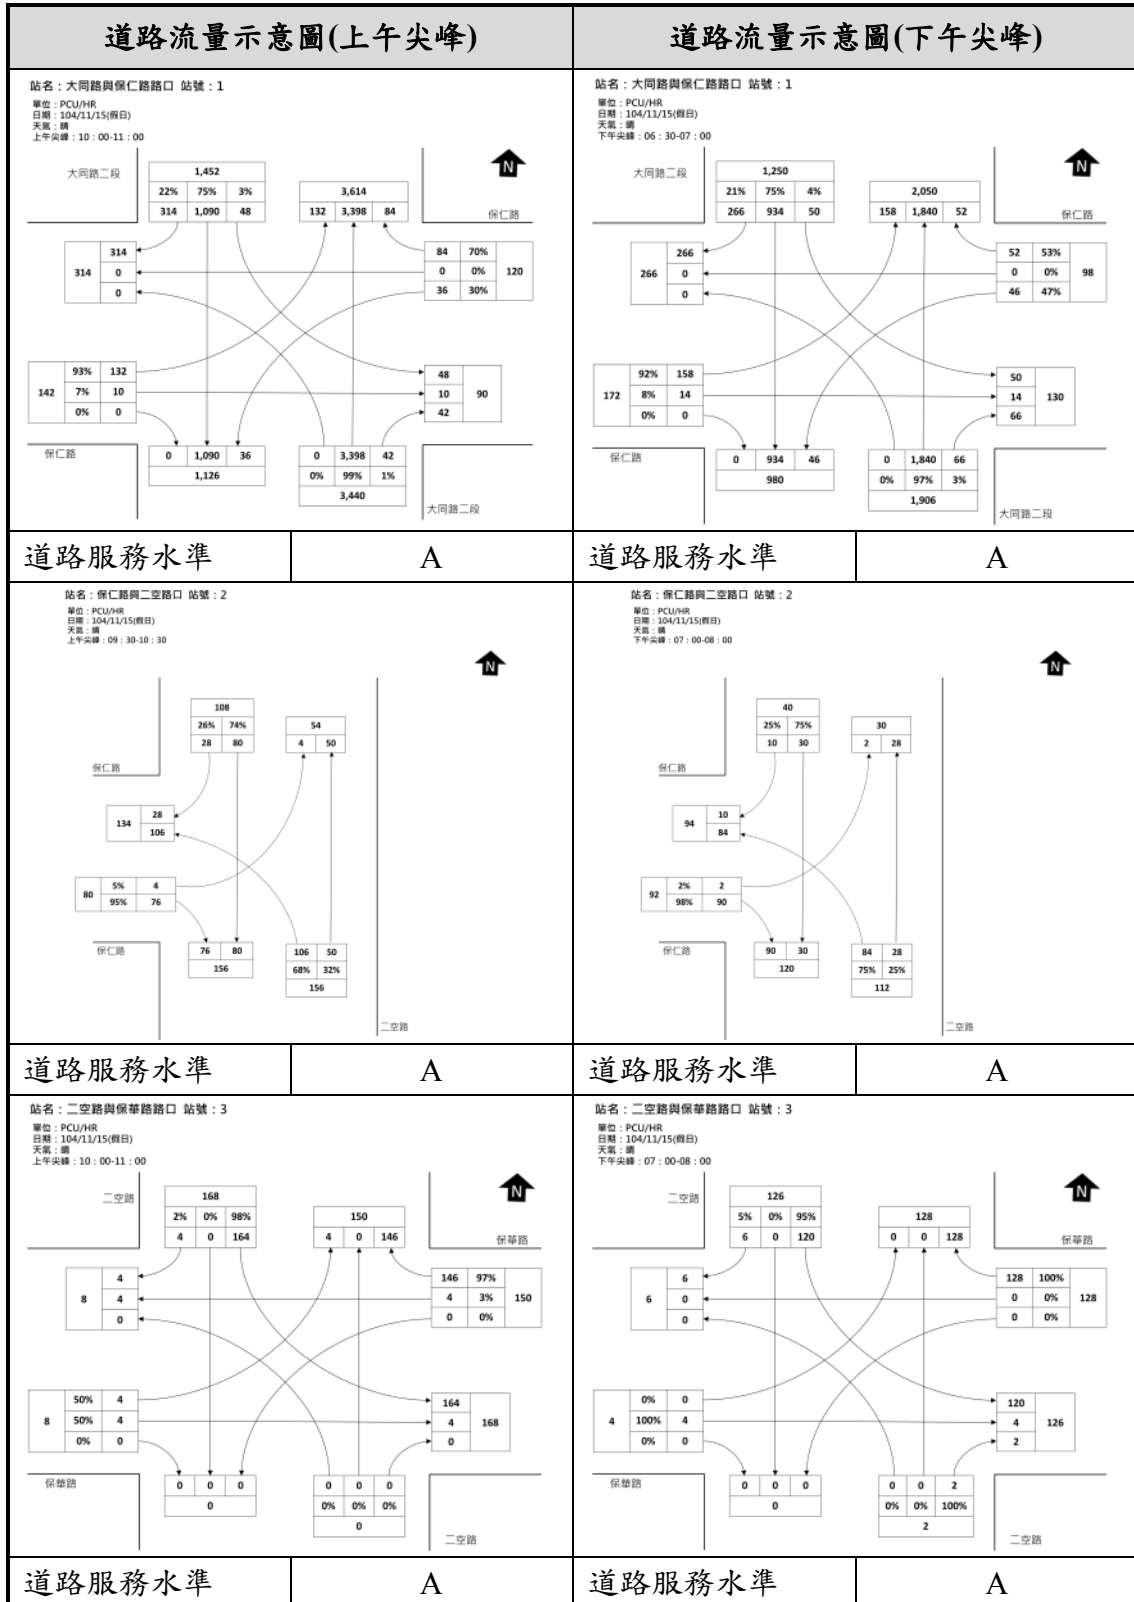 道路流量示意圖(上午尖峰)
道路流量示意圖(下午尖峰)
站名：大同路與保仁路路口 站號：1
單位：PCU/HR
日期：104/11/15(假日)
天氣：晴
上午尖峰：10：00-11：00
大同路二段
1,452
22% 75% 3%
314 1,090 48
3,614
132 3,398 84
N
保仁路
314
314 0
0
84 70%
0 0% 120
36 30%
93% 132
142 7% 10
0% 0
48
10 90
42
保仁路
0 1,090 36
1,126
0 3,398 42
0% 99% 1%
3,440
大同路二段
站名：大同路與保仁路路口 站號：1
單位：PCU/HR
日期：104/11/15(假日)
天氣：晴
下午尖峰：06：30-07：00
大同路二段
1,250
21% 75% 4%
266 934 50
2,050
158 1,840 52
N
保仁路
266
266 0
0
52 53%
0 0% 98
46 47%
92% 158
172 8% 14
0% 0
50
14 130
66
保仁路
0 934 46
980
0 1,840 66
0% 97% 3%
1,906
大同路二段
道路服務水準 A
道路服務水準 A
站名：保仁路與二空路口 站號：2
單位：PCU/HR
日期：104/11/15(假日)
天氣：晴
上午尖峰：09：30-10：30
N
108
26% 74%
28 80
54
4 50
保仁路
134 28
106
80 5% 4
95% 76
保仁路
76 80
156
106 50
68% 32%
156
二空路
站名：保仁路與二空路口 站號：2
單位：PCU/HR
日期：104/11/15(假日)
天氣：晴
下午尖峰：07：00-08：00
N
40
25% 75%
10 30
30
2 28
保仁路
94 10
84
92 2% 2
98% 90
保仁路
90 30
120
84 28
75% 25%
112
二空路
道路服務水準 A
道路服務水準 A
站名：二空路與保華路路口 站號：3
單位：PCU/HR
日期：104/11/15(假日)
天氣：晴
上午尖峰：10：00-11：00
二空路
168
2% 0% 98%
4 0 164
150
4 0 146
N
保華路
4
8 4
0
146 97%
4 3% 150
0 0%
50% 4
8 50% 4
0% 0
164
4 168
0
保華路
0 0 0
0
0 0 0
0% 0% 0%
0
二空路
站名：二空路與保華路路口 站號：3
單位：PCU/HR
日期：104/11/15(假日)
天氣：晴
下午尖峰：07：00-08：00
二空路
126
5% 0% 95%
6 0 120
128
0 0 128
N
保華路
6
6 0
0
128 100%
0 0% 128
0 0%
0% 0
4 100% 4
0% 0
120
4 126
2
保華路
0 0 0
0
0 0 2
0% 0% 100%
2
二空路
道路服務水準 A
道路服務水準 A